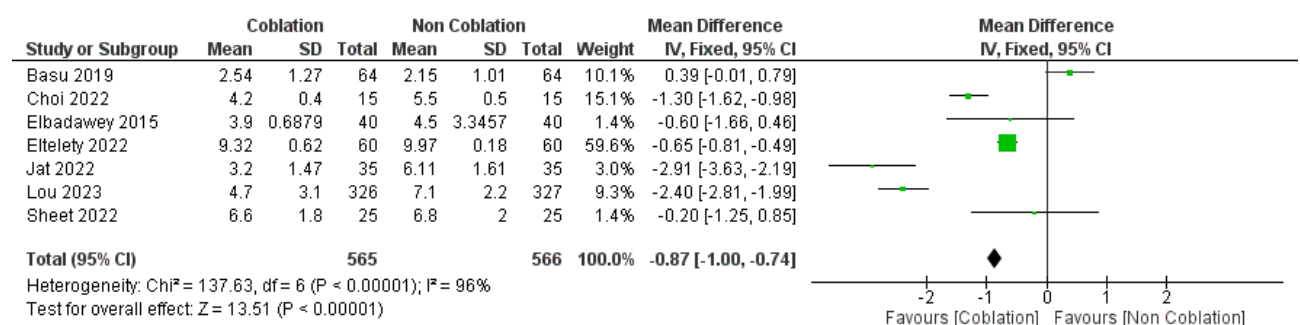 Coblation Non Coblation Mean Difference Mean Difference
Study or Subgroup Mean SD Total Mean SD Total Weight IV, Fixed, 95% CI IV, Fixed, 95% CI
Basu 2019 2.54 1.27 64 2.15 1.01 64 10.1% 0.39 [-0.01, 0.79]
Choi 2022 4.2 0.4 15 5.5 0.5 15 15.1% -1.30 [-1.62, -0.98]
Elbadawey 2015 3.9 0.6879 40 4.5 3.3457 40 1.4% -0.60 [-1.66, 0.46]
Eltelety 2022 9.32 0.62 60 9.97 0.18 60 59.6% -0.65 [-0.81, -0.49]
Jat 2022 3.2 1.47 35 6.11 1.61 35 3.0% -2.91 [-3.63, -2.19]
Lou 2023 4.7 3.1 326 7.1 2.2 327 9.3% -2.40 [-2.81, -1.99]
Sheet 2022 6.6 1.8 25 6.8 2 25 1.4% -0.20 [-1.25, 0.85]
Total (95% CI) 565 566 100.0% -0.87 [-1.00, -0.74]
Heterogeneity: Chi² = 137.63, df = 6 (P < 0.00001); I² = 96%
Test for overall effect: Z = 13.51 (P < 0.00001)
-2 -1 0 1 2
Favours [Coblation] Favours [Non Coblation]